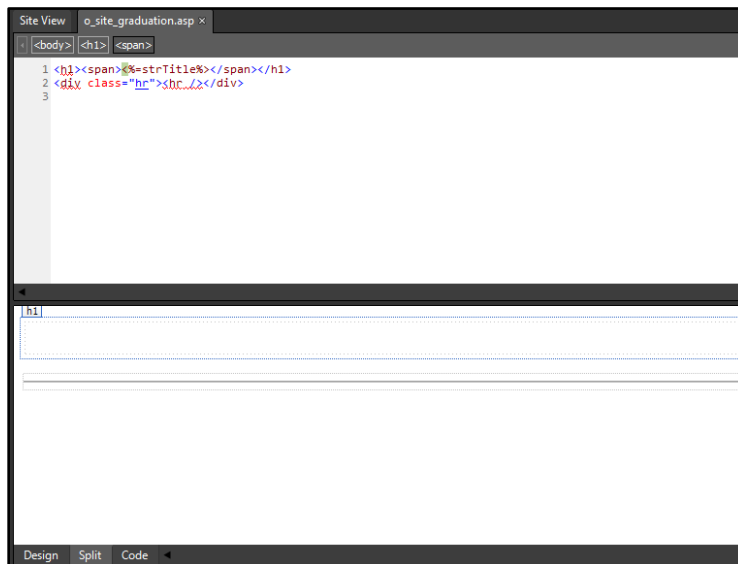 Site View o_site_graduation.asp ×
<body> <h1> <span>
1 <h1><span><%=strTitle%></span></h1>
2 <div class="hr"><hr /></div>
3
h1
Design Split Code